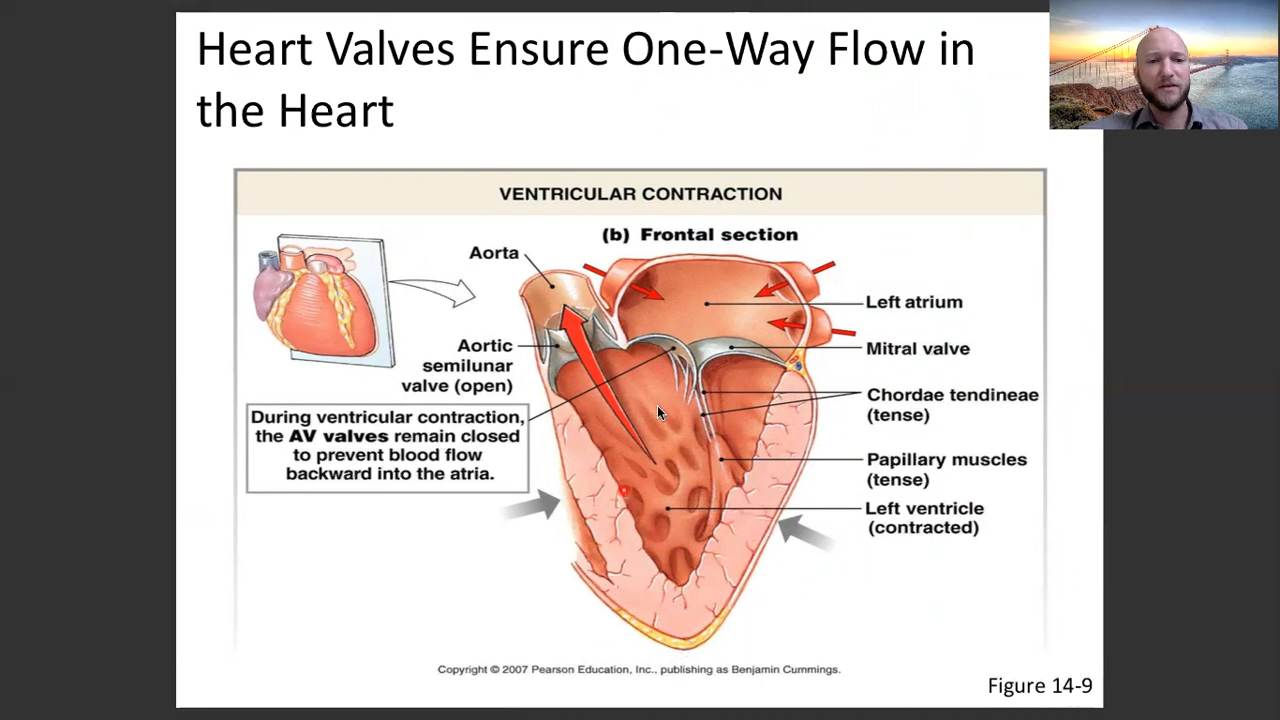 Heart Valves Ensure One-Way Flow in
the Heart
VENTRICULAR CONTRACTION
(b) Frontal section
Aorta
Left atrium
Aortic
semilunar
valve (open)
Mitral valve
Chordae tendineae
(tense)
During ventricular contraction,
the AV valves remain closed
to prevent blood flow
backward into the atria.
Papillary muscles
(tense)
Left ventricle
(contracted)
Copyright © 2007 Pearson Education, Inc., publishing as Benjamin Cummings.
Figure 14-9